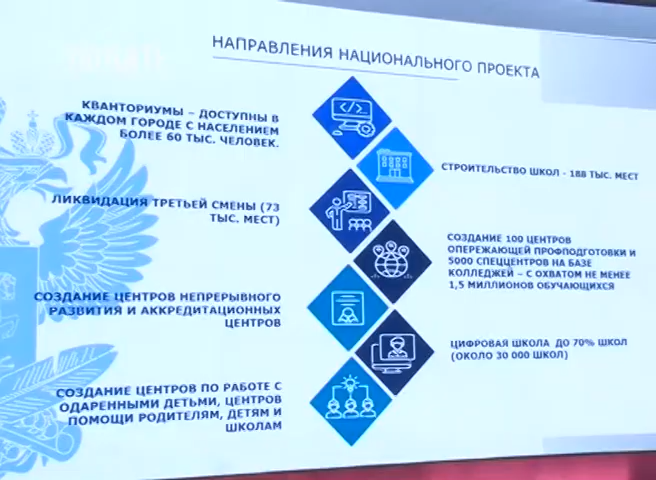 НАПРАВЛЕНИЯ НАЦИОНАЛЬНОГО ПРОЕКТА
КВАНТОРИУМЫ – ДОСТУПНЫ В
КАЖДОМ ГОРОДЕ С НАСЕЛЕНИЕМ
БОЛЕЕ 60 ТЫС. ЧЕЛОВЕК.
СТРОИТЕЛЬСТВО ШКОЛ - 188 ТЫС. МЕСТ
ЛИКВИДАЦИЯ ТРЕТЬЕЙ СМЕНЫ (73
ТЫС. МЕСТ)
СОЗДАНИЕ 100 ЦЕНТРОВ
ОПЕРЕЖАЮЩЕЙ ПРОФПОДГОТОВКИ И
5000 СПЕЦЦЕНТРОВ НА БАЗЕ
КОЛЛЕДЖЕЙ – С ОХВАТОМ НЕ МЕНЕЕ
1,5 МИЛЛИОНОВ ОБУЧАЮЩИХСЯ
СОЗДАНИЕ ЦЕНТРОВ НЕПРЕРЫВНОГО
РАЗВИТИЯ И АККРЕДИТАЦИОННЫХ
ЦЕНТРОВ
ЦИФРОВАЯ ШКОЛА ДО 70% ШКОЛ
(ОКОЛО 30 000 ШКОЛ)
СОЗДАНИЕ ЦЕНТРОВ ПО РАБОТЕ С
ОДАРЕННЫМИ ДЕТЬМИ, ЦЕНТРОВ
ПОМОЩИ РОДИТЕЛЯМ, ДЕТЯМ И
ШКОЛАМ